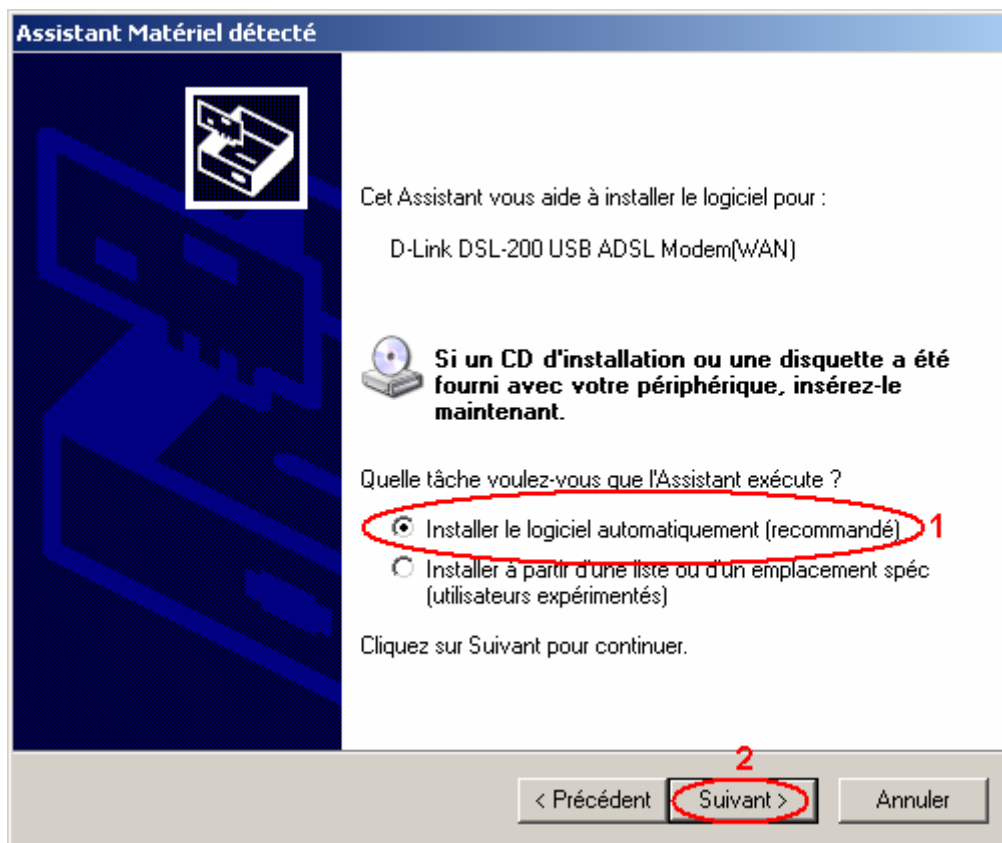 Assistant Matériel détecté
Cet Assistant vous aide à installer le logiciel pour :
D-Link DSL-200 USB ADSL Modem(WAN)
Si un CD d'installation ou une disquette a été
fourni avec votre périphérique, insérez-le
maintenant.
Quelle tâche voulez-vous que l'Assistant exécute ?
Installer le logiciel automatiquement (recommandé) 1
Installer à partir d'une liste ou d'un emplacement spéc
(utilisateurs expérimentés)
Cliquez sur Suivant pour continuer.
2
< Précédent Suivant > Annuler